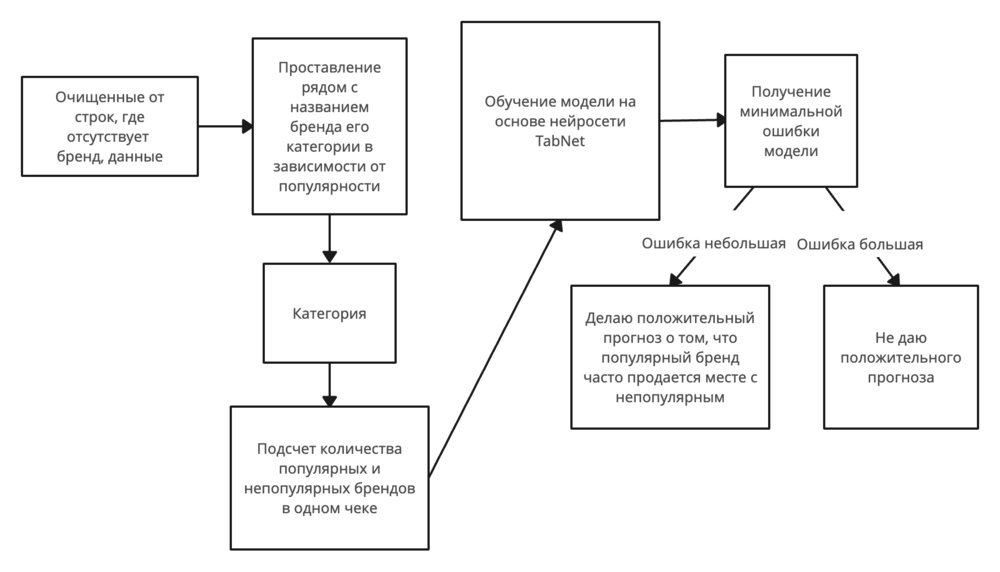 Очищенные от
строк, где
отсутствует
бренд, данные
Проставление
рядом с
названием
бренда его
категории в
зависимости от
популярности
Категория
Подсчет количества
популярных и
непопулярных брендов
в одном чеке
Обучение модели на
основе нейросети
TabNet
Получение
минимальной
ошибки
модели
Ошибка небольшая
Ошибка большая
Делаю положительный
прогноз о том, что
популярный бренд
часто продается месте с
непопулярным
Не даю
положительного
прогноза